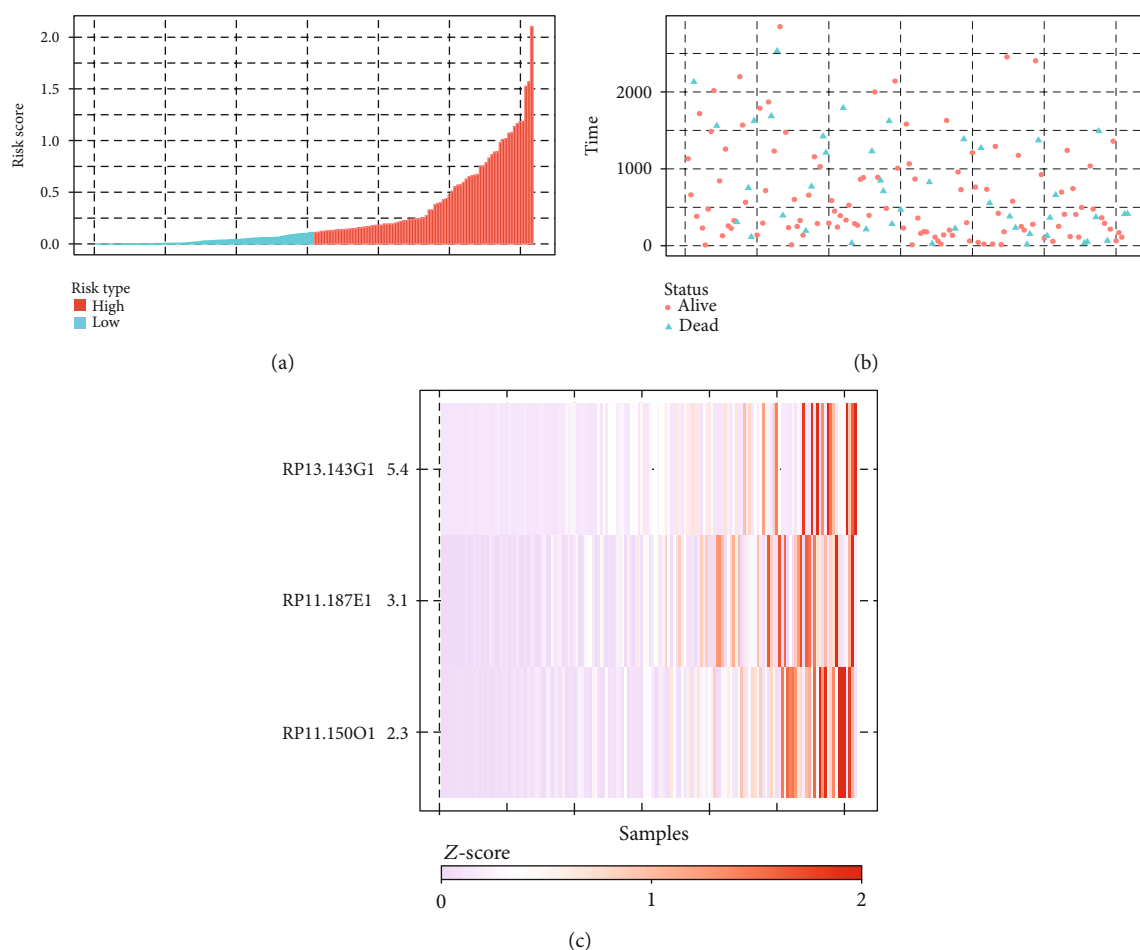 2.0
1.5
1.0
0.5
0.0
Risk score
Risk type
High
Low
(a)
2000
1000
0
Time
Status
Alive
Dead
(b)
RP13.143G1 5.4
RP11.187E1 3.1
RP11.150O1 2.3
Samples
Z-score
0 1 2
(c)